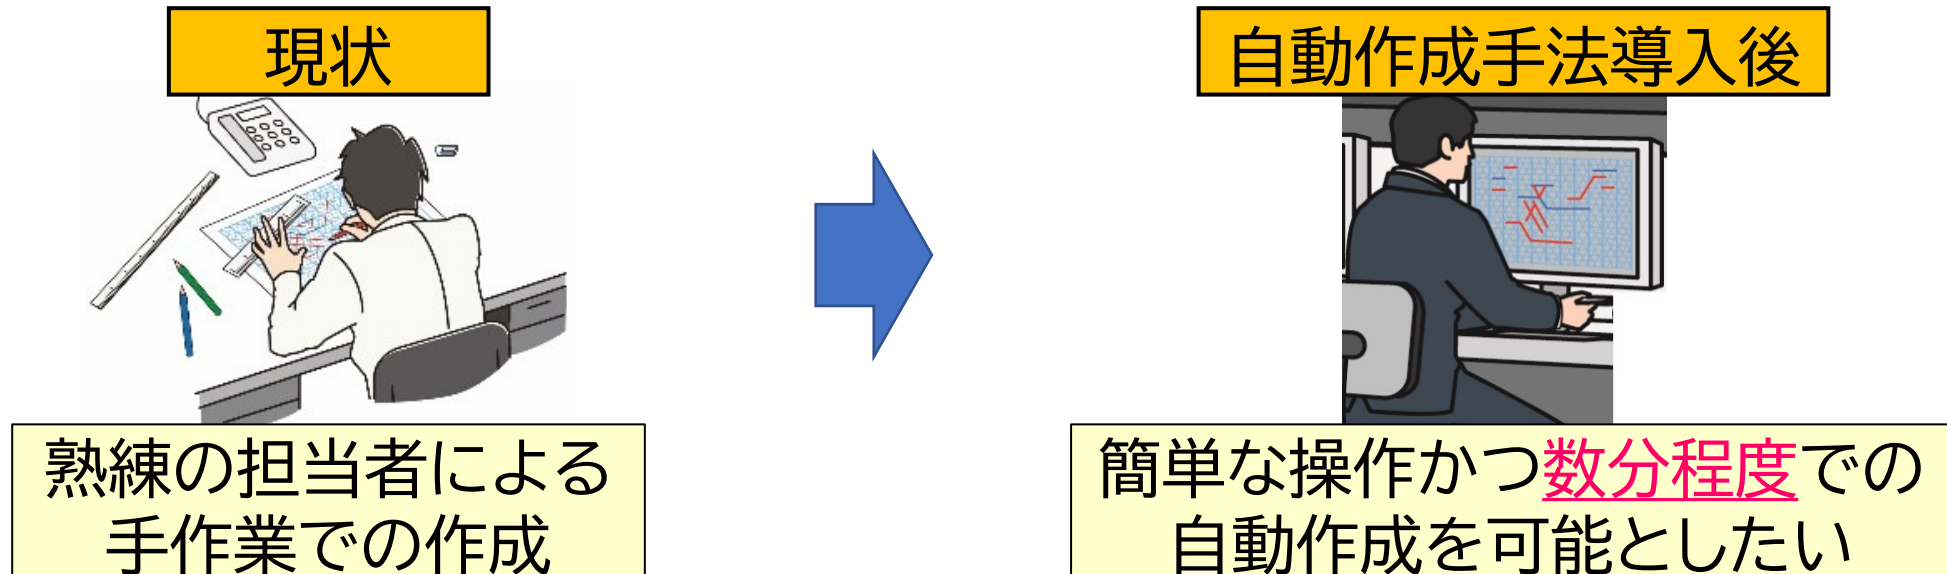 現状
自動作成手法導入後
熟練の担当者による
手作業での作成
簡単な操作かつ数分程度での
自動作成を可能としたい